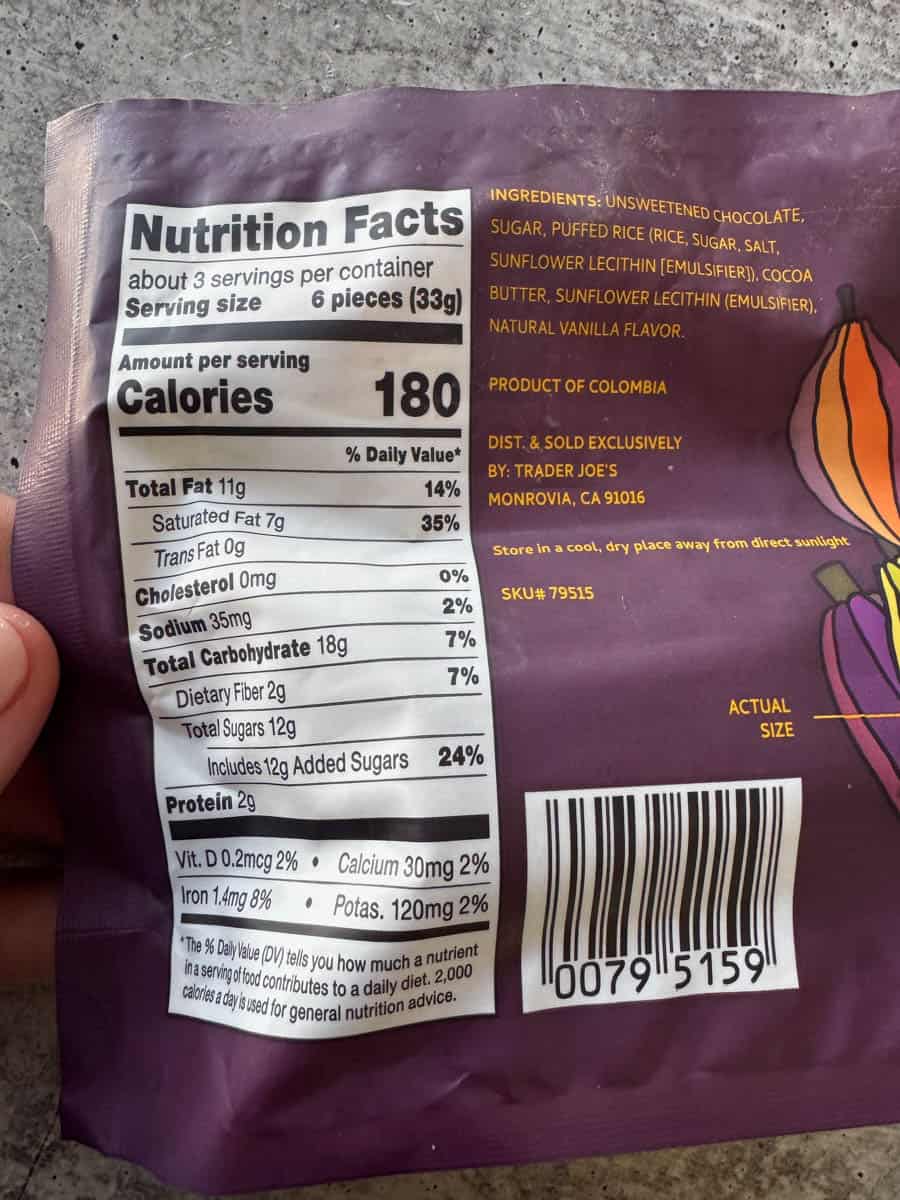 Nutrition Facts
about 3 servings per container
Serving size 6 pieces (33g)
Amount per serving
Calories 180
% Daily Value*
Total Fat 11g 14%
Saturated Fat 7g 35%
Trans Fat 0g
Cholesterol 0mg 0%
Sodium 35mg 2%
Total Carbohydrate 18g 7%
Dietary Fiber 2g 7%
Total Sugars 12g
Includes 12g Added Sugars 24%
Protein 2g
Vit. D 0.2mcg 2% • Calcium 30mg 2%
Iron 1.4mg 8% • Potas. 120mg 2%
*The % Daily Value (DV) tells you how much a nutrient
in a serving of food contributes to a daily diet. 2,000
calories a day is used for general nutrition advice.
INGREDIENTS: UNSWEETENED CHOCOLATE,
SUGAR, PUFFED RICE (RICE, SUGAR, SALT,
SUNFLOWER LECITHIN [EMULSIFIER]), COCOA
BUTTER, SUNFLOWER LECITHIN (EMULSIFIER),
NATURAL VANILLA FLAVOR.
PRODUCT OF COLOMBIA
DIST. & SOLD EXCLUSIVELY
BY: TRADER JOE'S
MONROVIA, CA 91016
Store in a cool, dry place away from direct sunlight
SKU# 79515
ACTUAL
SIZE
0079 5159